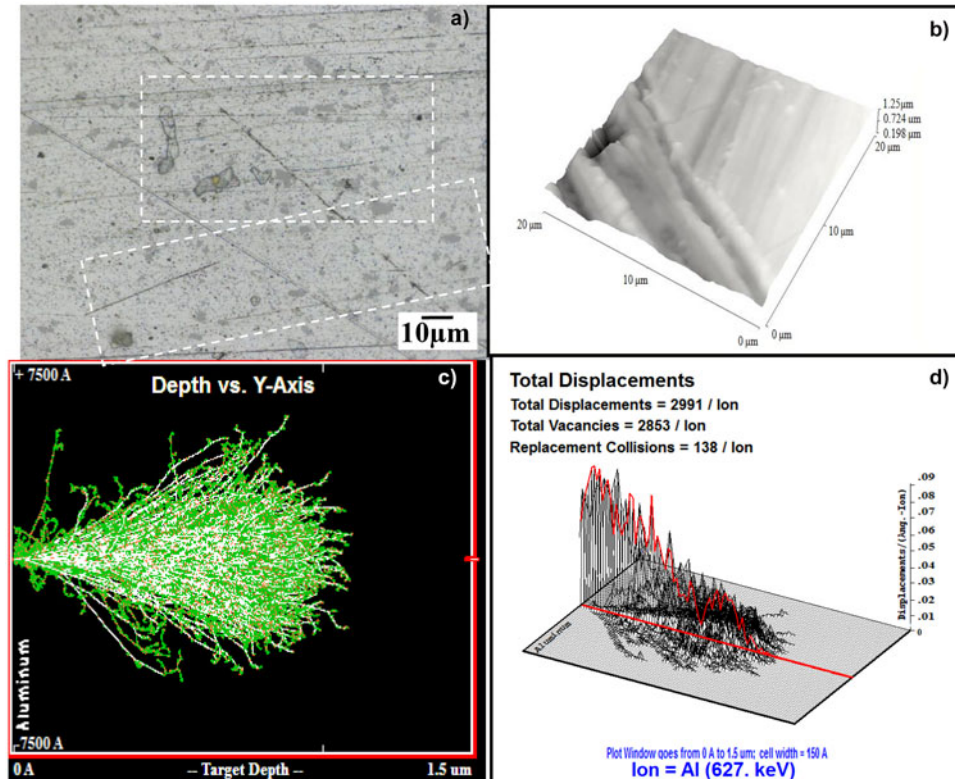 a)
10µm
b)
1.25µm
0.724 um
0.198 µm
20 µm
20 µm
10 µm
10 µm
0 µm
0 µm
c)
+ 7500 A
Depth vs. Y-Axis
Aluminum
-7500 A
0 A
-- Target Depth --
1.5 um
d)
Total Displacements
Total Displacements = 2991 / Ion
Total Vacancies = 2853 / Ion
Replacement Collisions = 138 / Ion
.09
.08
.07
.06
.05
.04
.03
.02
.01
0
Displacements/(Ang.-Ion)
Aluminum
Plot Window goes from 0 A to 1.5 um; cell width = 150 A
Ion = Al (627. keV)